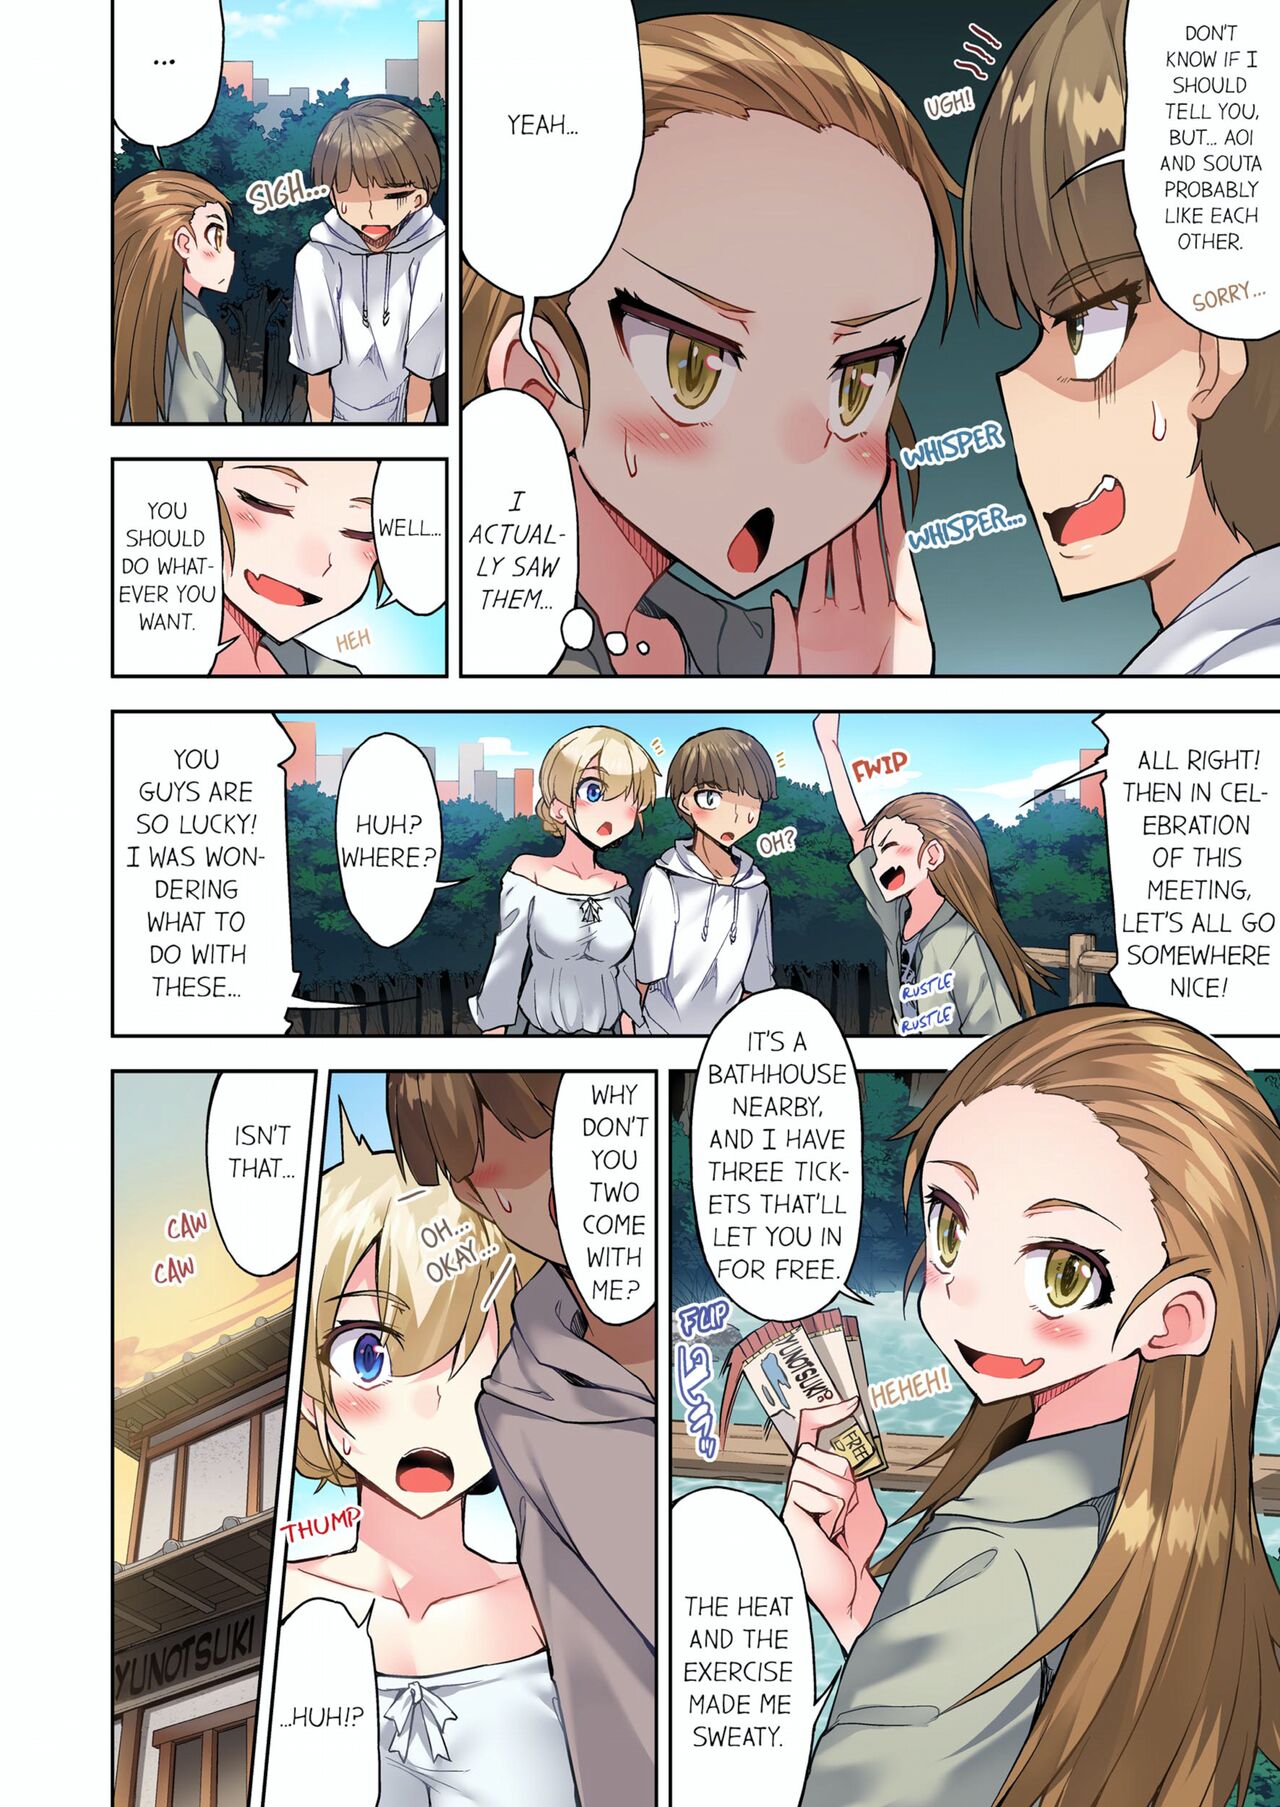 DON'T
KNOW IF I
SHOULD
TELL YOU,
BUT... AOI
AND SOUTA
PROBABLY
LIKE EACH
OTHER.
SORRY...
UGH!
YEAH...
WHISPER
WHISPER...
I
ACTUAL-
LY SAW
THEM...
SIGH...
...
WELL...
YOU
SHOULD
DO WHAT-
EVER YOU
WANT.
HEH
ALL RIGHT!
THEN IN CEL-
EBRATION
OF THIS
MEETING,
LET'S ALL GO
SOMEWHERE
NICE!
FWIP
OH?
RUSTLE
RUSTLE
HUH?
WHERE?
YOU
GUYS ARE
SO LUCKY!
I WAS WON-
DERING
WHAT TO
DO WITH
THESE...
IT'S A
BATHHOUSE
NEARBY,
AND I HAVE
THREE TICK-
ETS THAT'LL
LET YOU IN
FOR FREE.
FLIP
YUNOTSUKI
FREE
HEHEH!
THE HEAT
AND THE
EXERCISE
MADE ME
SWEATY.
WHY
DON'T
YOU
TWO
COME
WITH
ME?
OH...
OKAY...
THUMP
...HUH!?
ISN'T
THAT...
CAW
CAW
YUNOTSUKI